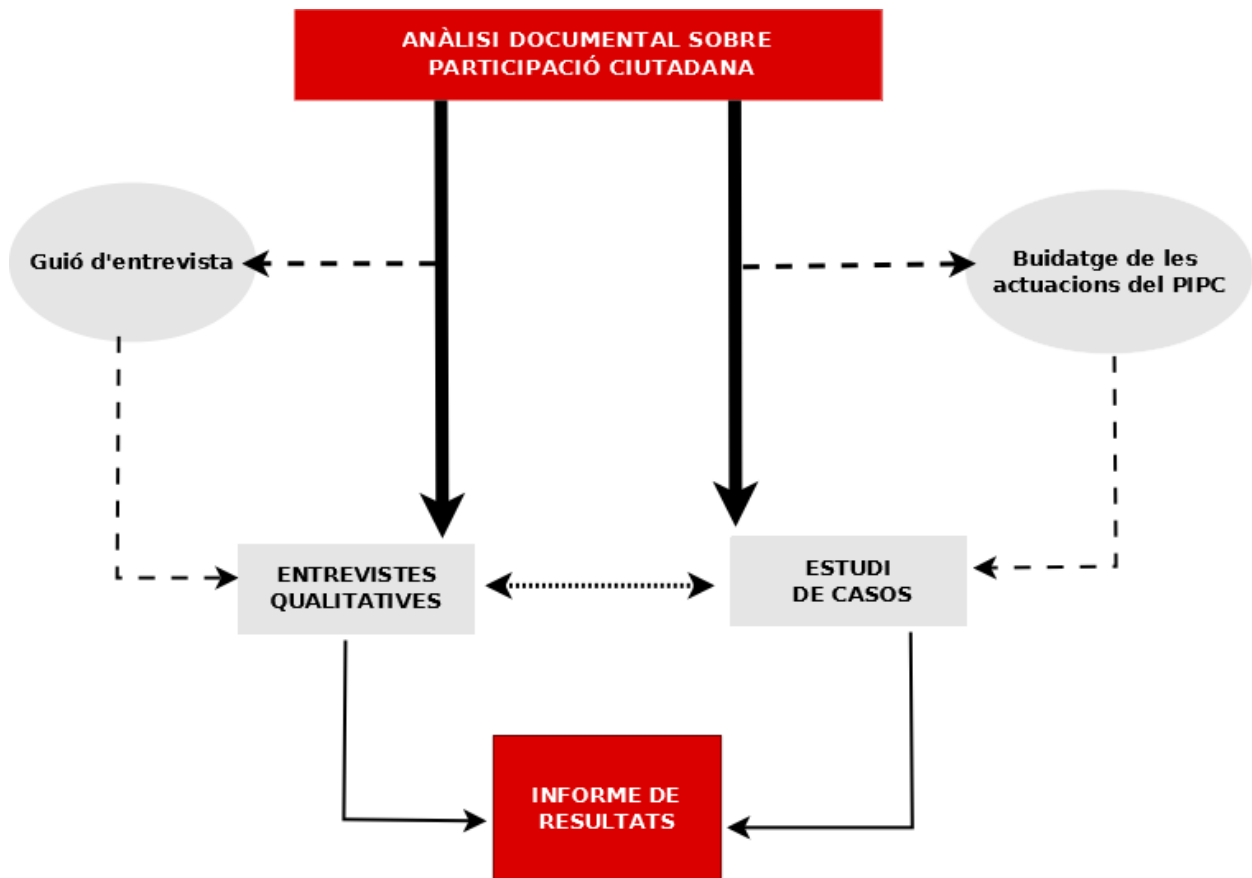 ANÀLISI DOCUMENTAL SOBRE
PARTICIPACIÓ CIUTADANA
Guió d'entrevista
Buidatge de les
actuacions del PIPC
ENTREVISTES
QUALITATIVES
ESTUDI
DE CASOS
INFORME DE
RESULTATS